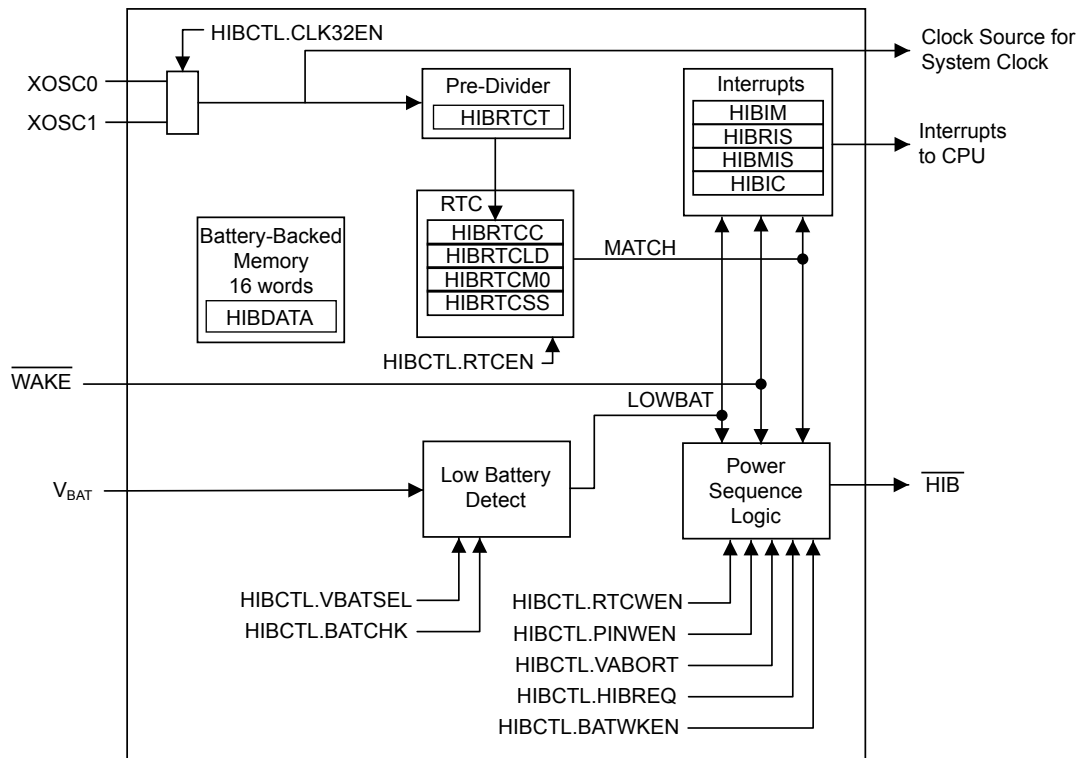 HIBCTL.CLK32EN
XOSC0
XOSC1
Clock Source for
System Clock
Pre-Divider
HIBRTCT
Interrupts
HIBIM
HIBRIS
HIBMIS
HIBIC
Interrupts
to CPU
RTC
HIBRTCC
HIBRTCLD
HIBRTCM0
HIBRTCSS
MATCH
Battery-Backed
Memory
16 words
HIBDATA
HIBCTL.RTCEN
WAKE
LOWBAT
VBAT
Low Battery
Detect
Power
Sequence
Logic
HIB
HIBCTL.VBATSEL
HIBCTL.BATCHK
HIBCTL.RTCWEN
HIBCTL.PINWEN
HIBCTL.VABORT
HIBCTL.HIBREQ
HIBCTL.BATWKEN